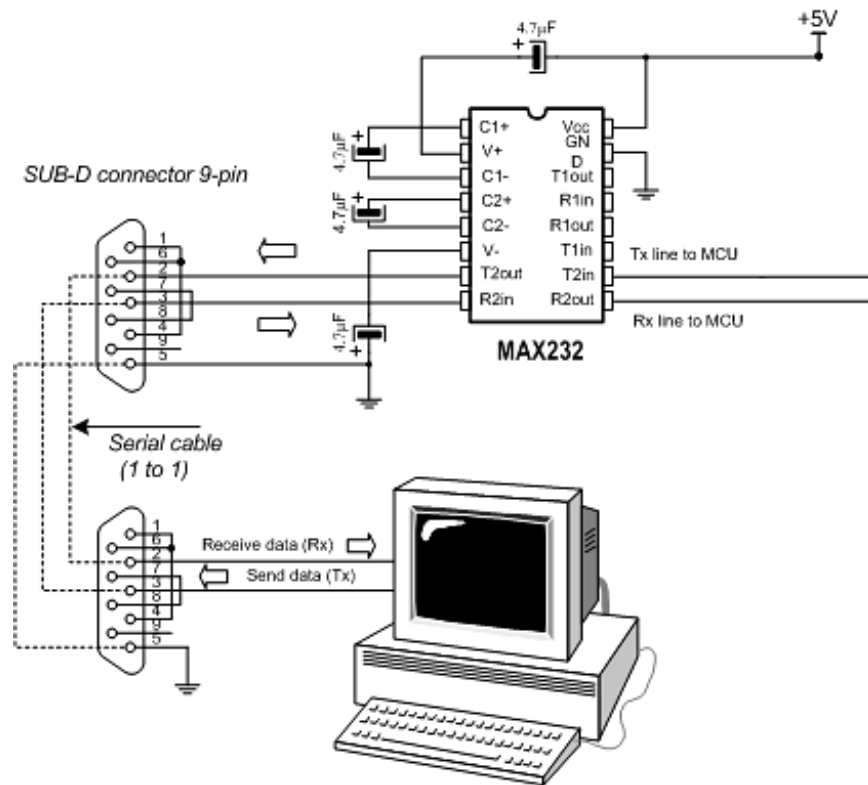 4.7µF
+
+5V
C1+
V+
C1-
C2+
C2-
V-
T2out
R2in
Vcc
GN
D
T1out
R1in
R1out
T1in
T2in
R2out
+
4.7µF
+
4.7µF
4.7µF
+
MAX232
Tx line to MCU
Rx line to MCU
SUB-D connector 9-pin
1
6
2
7
3
8
4
9
5
Serial cable
(1 to 1)
1
6
2
7
3
8
4
9
5
Receive data (Rx)
Send data (Tx)